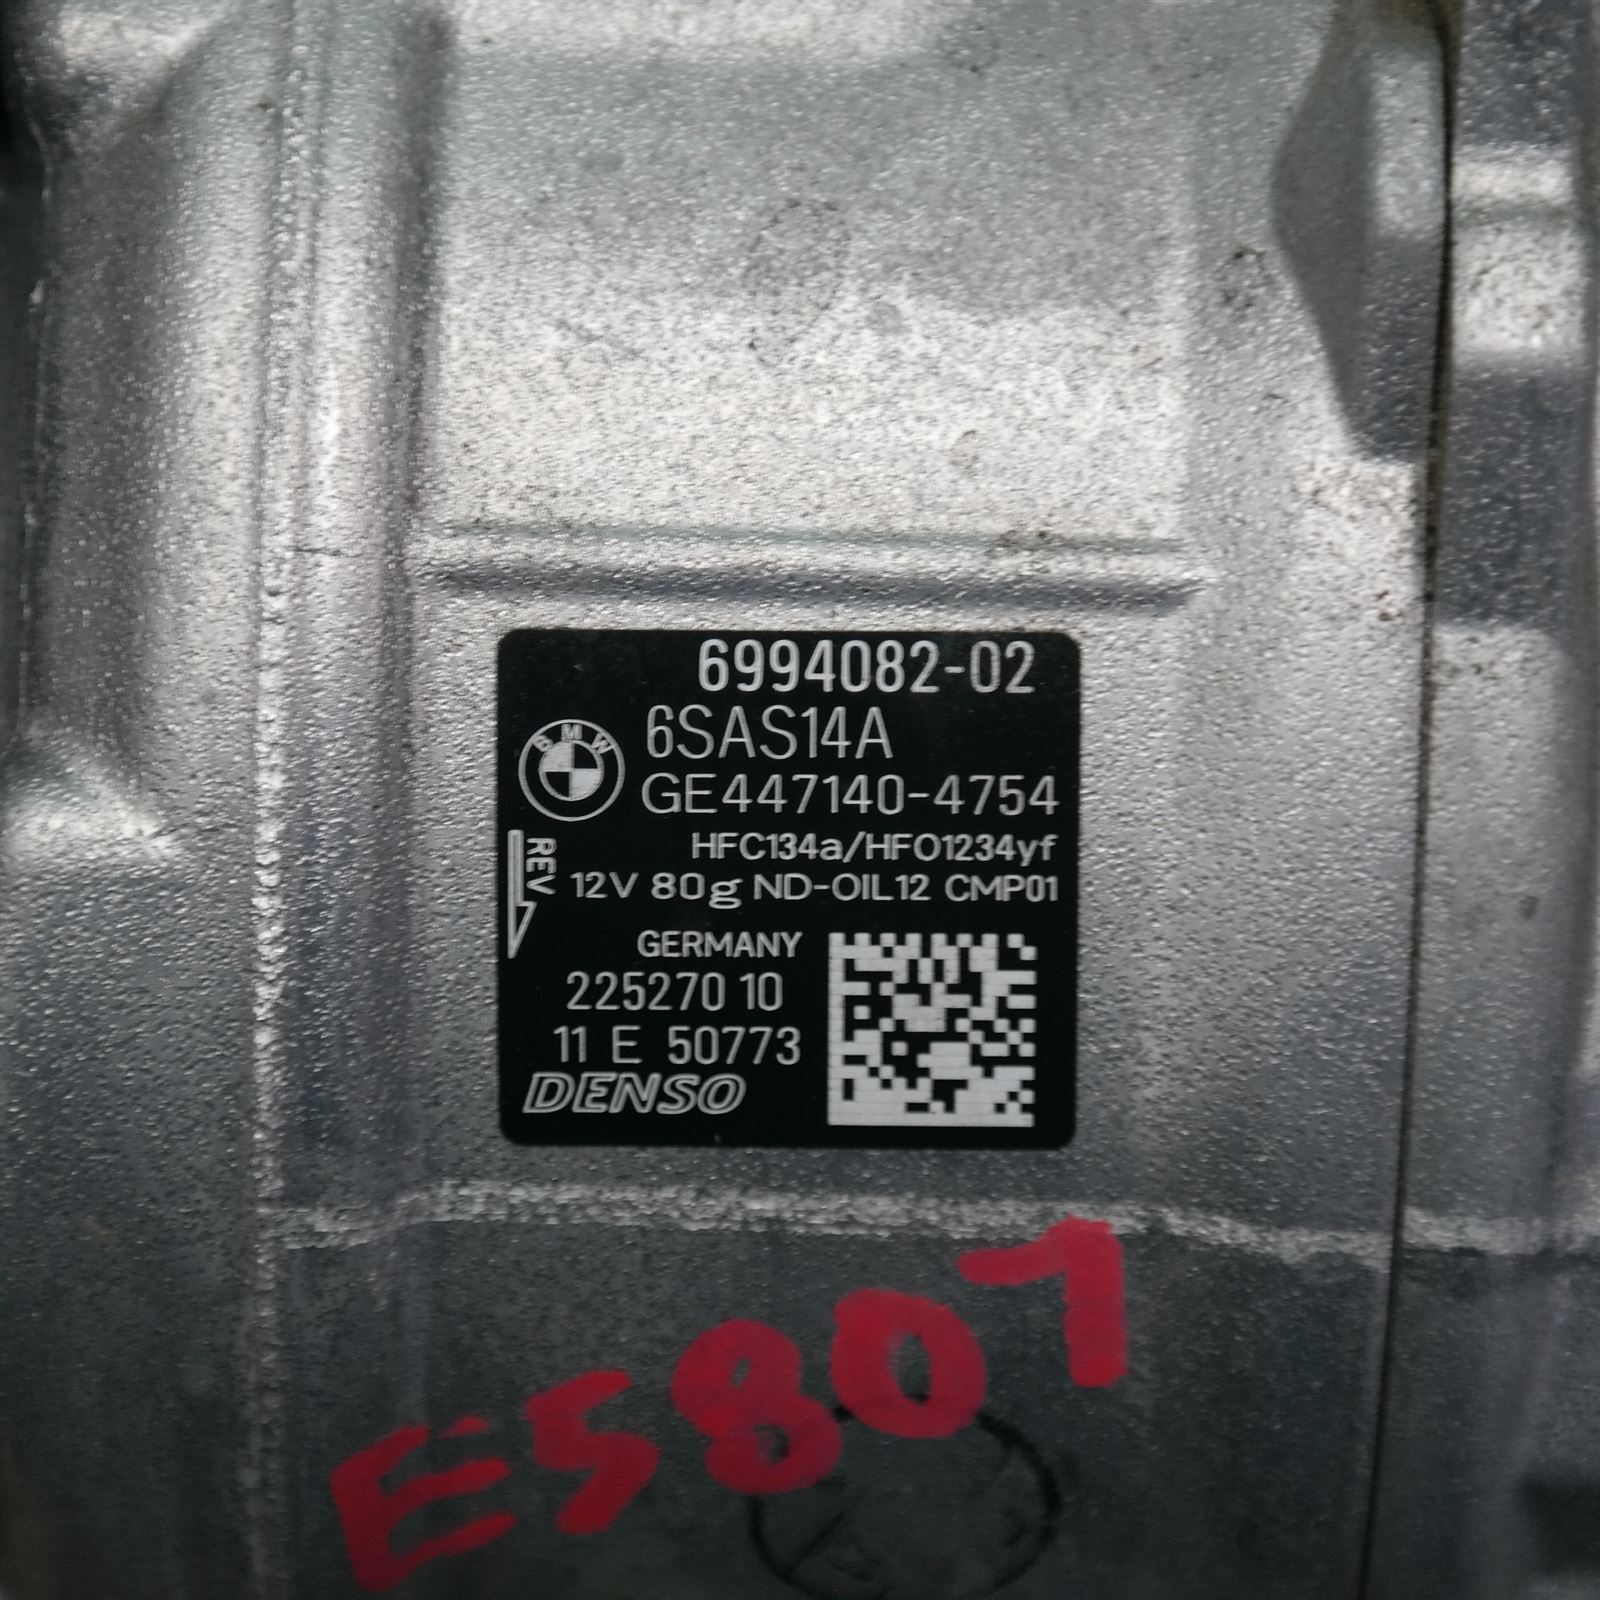 6994082-02
BMW
6SAS14A
GE447140-4754
REV
HFC134a/HFO1234yf
12V 80g ND-OIL12 CMP01
GERMANY
225270 10
11 E 50773
DENSO
E5807